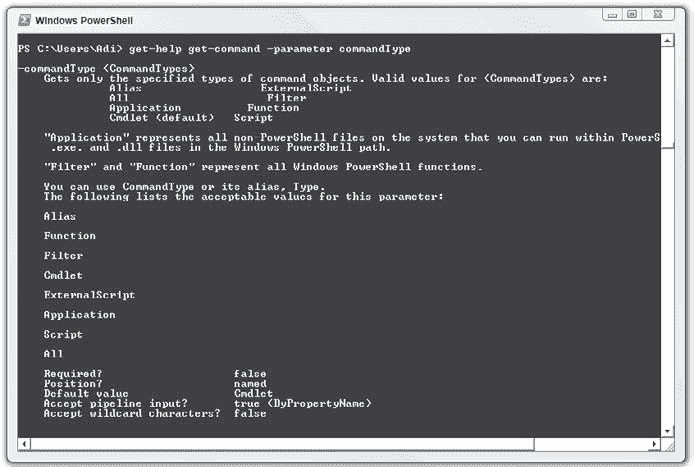 Windows PowerShell
PS C:\Users\Adi> get-help get-command -parameter commandType
-commandType <CommandTypes>
Gets only the specified types of command objects. Valid values for <CommandTypes> are:
Alias ExternalScript
All Filter
Application Function
Cmdlet (default) Script
"Application" represents all non-PowerShell files on the system that you can run within PowerS
.exe. and .dll files in the Windows PowerShell path.
"Filter" and "Function" represent all Windows PowerShell functions.
You can use CommandType or its alias, Type.
The following lists the acceptable values for this parameter:
Alias
Function
Filter
Cmdlet
ExternalScript
Application
Script
All
Required? false
Position? named
Default value Cmdlet
Accept pipeline input? true <ByPropertyName>
Accept wildcard characters? false